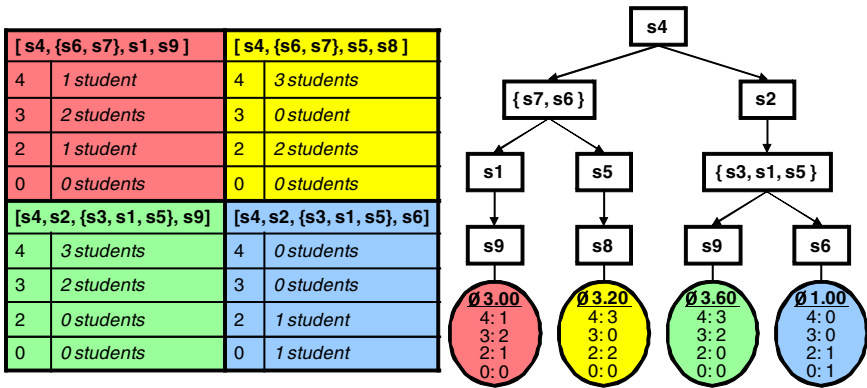 [ s4, {s6, s7}, s1, s9 ]
4 1 student
3 2 students
2 1 student
0 0 students
[ s4, {s6, s7}, s5, s8 ]
4 3 students
3 0 student
2 2 students
0 0 students
[s4, s2, {s3, s1, s5}, s9]
4 3 students
3 2 students
2 0 students
0 0 students
[s4, s2, {s3, s1, s5}, s6]
4 0 students
3 0 students
2 1 student
0 1 student
s4
{ s7, s6 }
s2
s1
s5
{ s3, s1, s5 }
s9
s8
s9
s6
Ø 3.00
4: 1
3: 2
2: 1
0: 0
Ø 3.20
4: 3
3: 0
2: 2
0: 0
Ø 3.60
4: 3
3: 2
2: 0
0: 0
Ø 1.00
4: 0
3: 0
2: 1
0: 1